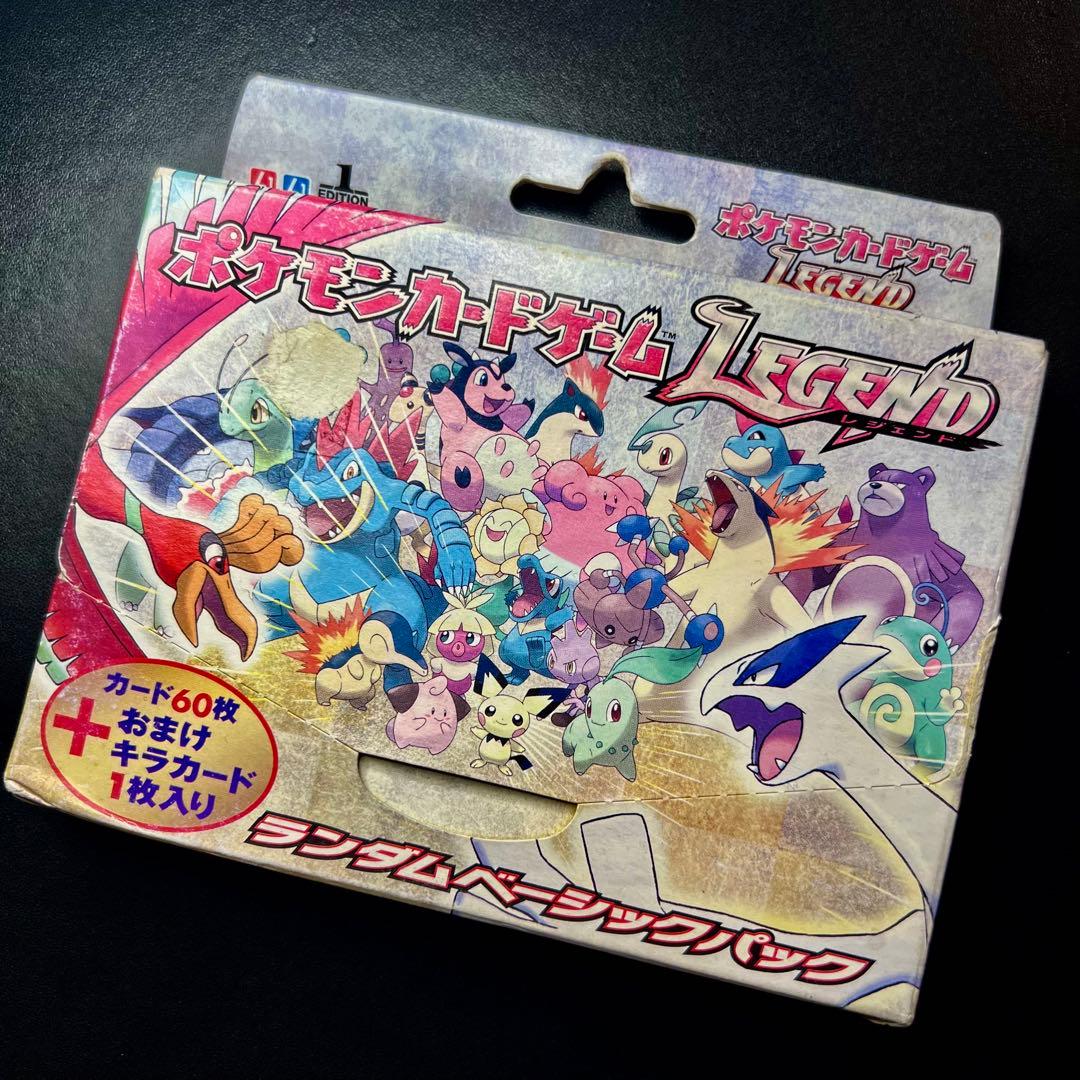 1
EDITION
ポケモンカードゲーム
LEGEND
ポケモンカードゲーム™
LEGEND
レジェンド
カード60枚
+おまけ
キラカード
1枚入り
ランダムベーシックパック